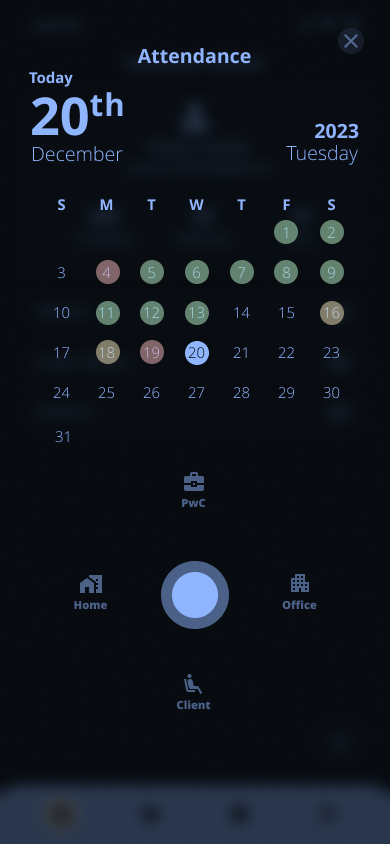 Attendance
Today
20th
December
2023
Tuesday
S M T W T F S
1 2
3 4 5 6 7 8 9
10 11 12 13 14 15 16
17 18 19 20 21 22 23
24 25 26 27 28 29 30
31
PwC
Home
Office
Client